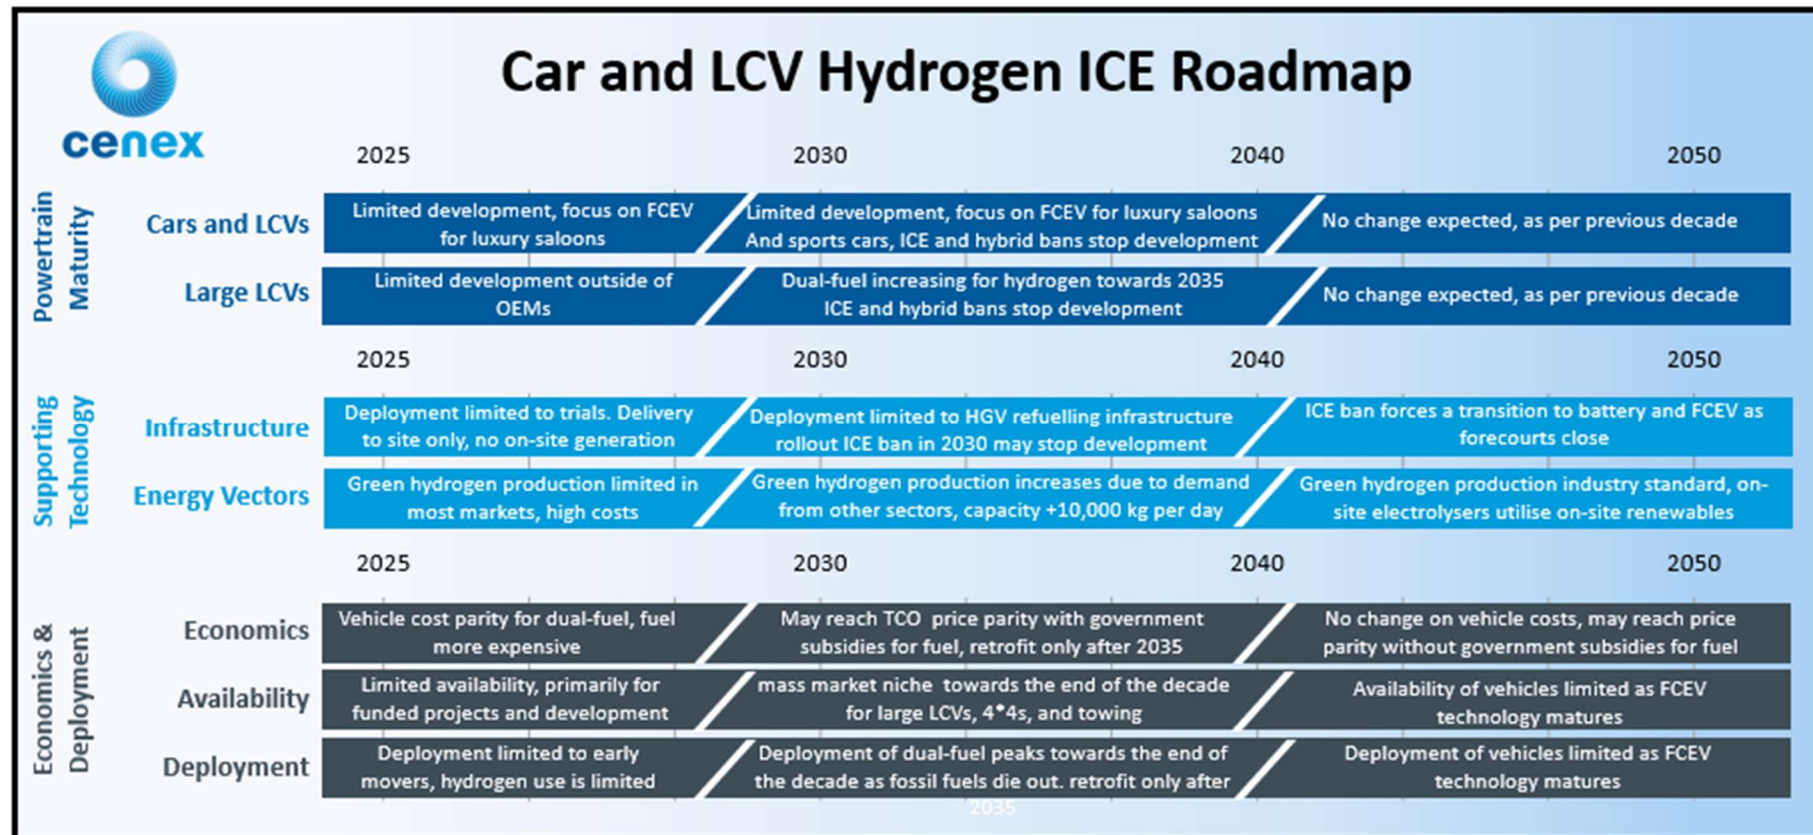 Car and LCV Hydrogen ICE Roadmap
cenex
2025 2030 2040 2050
Powertrain
Maturity
Cars and LCVs
Limited development, focus on FCEV
for luxury saloons
Limited development, focus on FCEV for luxury saloons
And sports cars, ICE and hybrid bans stop development
No change expected, as per previous decade
Large LCVs
Limited development outside of
OEMs
Dual-fuel increasing for hydrogen towards 2035
ICE and hybrid bans stop development
No change expected, as per previous decade
2025 2030 2040 2050
Supporting
Technology
Infrastructure
Deployment limited to trials. Delivery
to site only, no on-site generation
Deployment limited to HGV refuelling infrastructure
rollout ICE ban in 2030 may stop development
ICE ban forces a transition to battery and FCEV as
forecourts close
Energy Vectors
Green hydrogen production limited in
most markets, high costs
Green hydrogen production increases due to demand
from other sectors, capacity +10,000 kg per day
Green hydrogen production industry standard, on-
site electrolysers utilise on-site renewables
2025 2030 2040 2050
Economics &
Deployment
Economics
Vehicle cost parity for dual-fuel, fuel
more expensive
May reach TCO price parity with government
subsidies for fuel, retrofit only after 2035
No change on vehicle costs, may reach price
parity without government subsidies for fuel
Availability
Limited availability, primarily for
funded projects and development
mass market niche towards the end of the decade
for large LCVs, 4*4s, and towing
Availability of vehicles limited as FCEV
technology matures
Deployment
Deployment limited to early
movers, hydrogen use is limited
Deployment of dual-fuel peaks towards the end of
the decade as fossil fuels die out. retrofit only after
2035
Deployment of vehicles limited as FCEV
technology matures